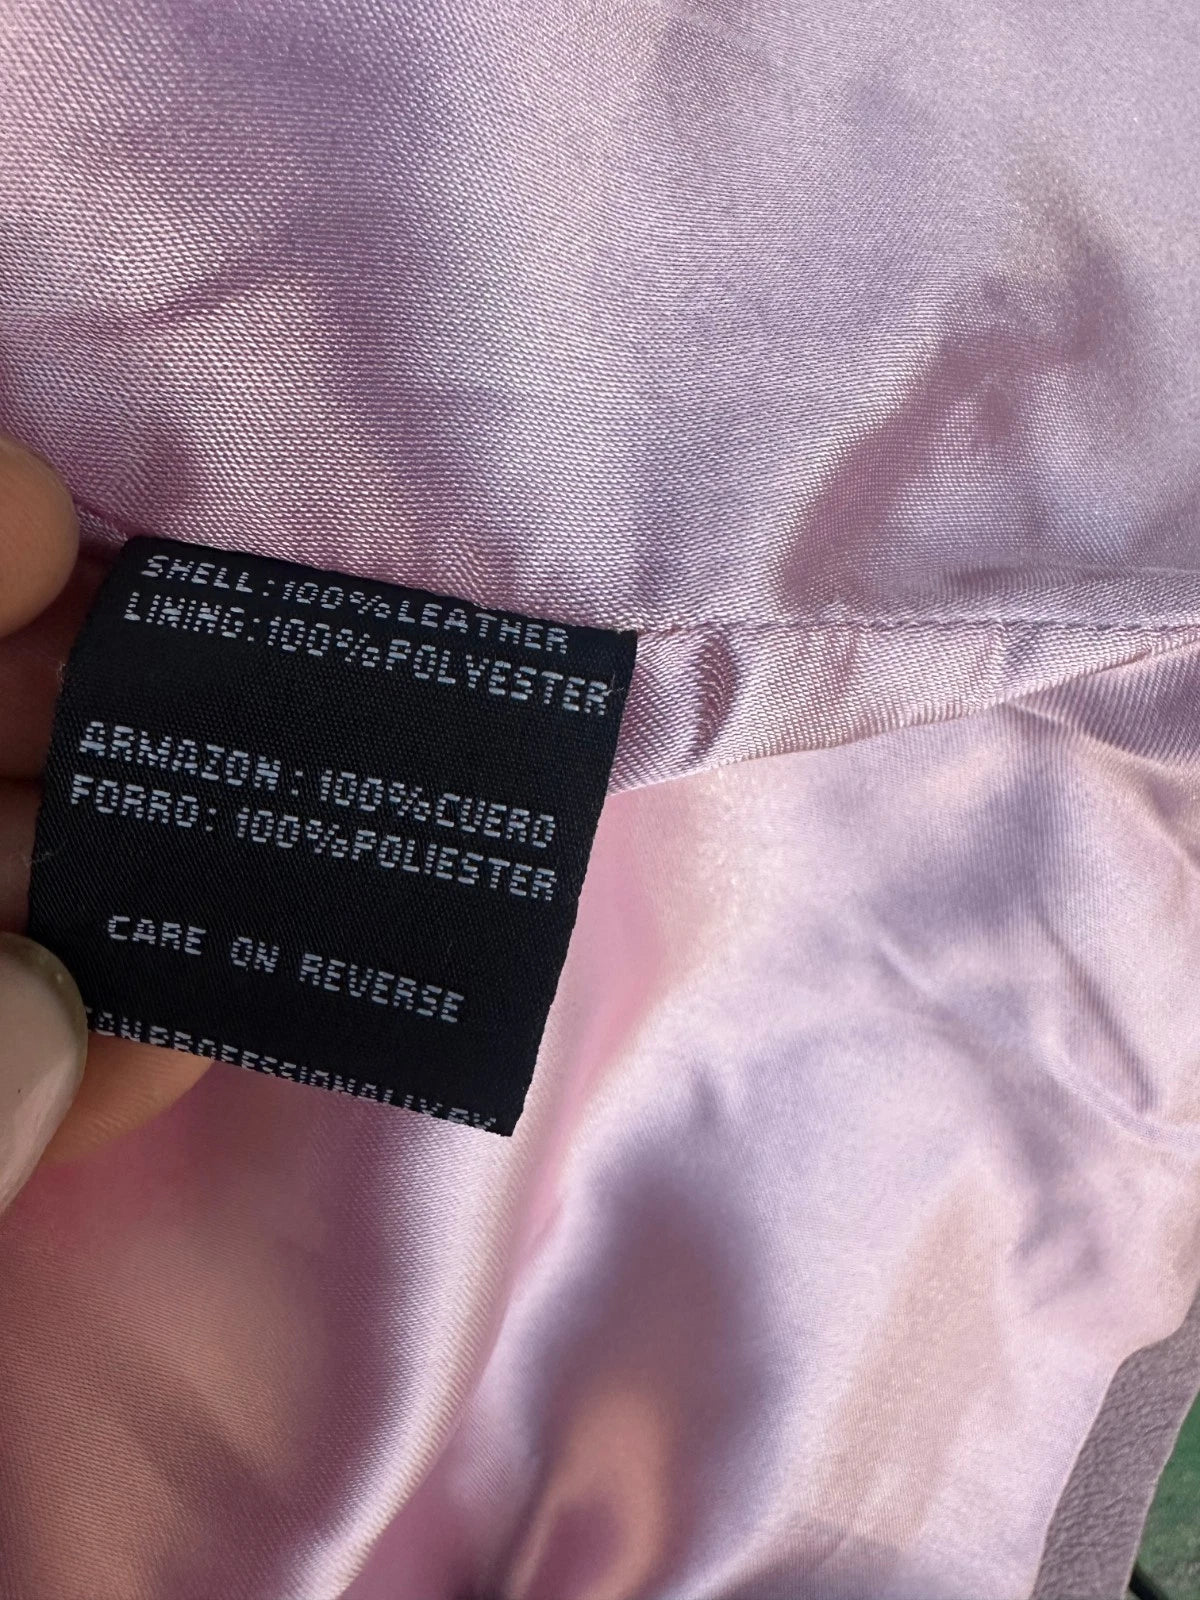 SHELL:100%LEATHER
LINING:100%POLYESTER
ARMAZON:100%CUERO
FORRO:100%POLIESTER
CARE ON REVERSE